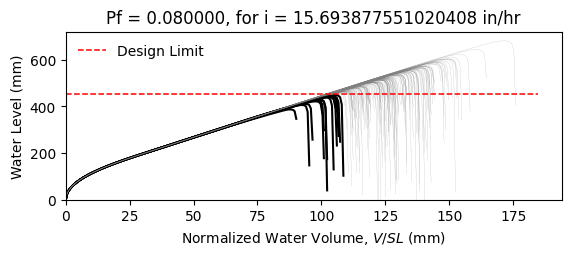 Pf = 0.080000, for i = 15.693877551020408 in/hr
Design Limit
Water Level (mm)
600
400
200
0
0 25 50 75 100 125 150 175
Normalized Water Volume, V/SL (mm)